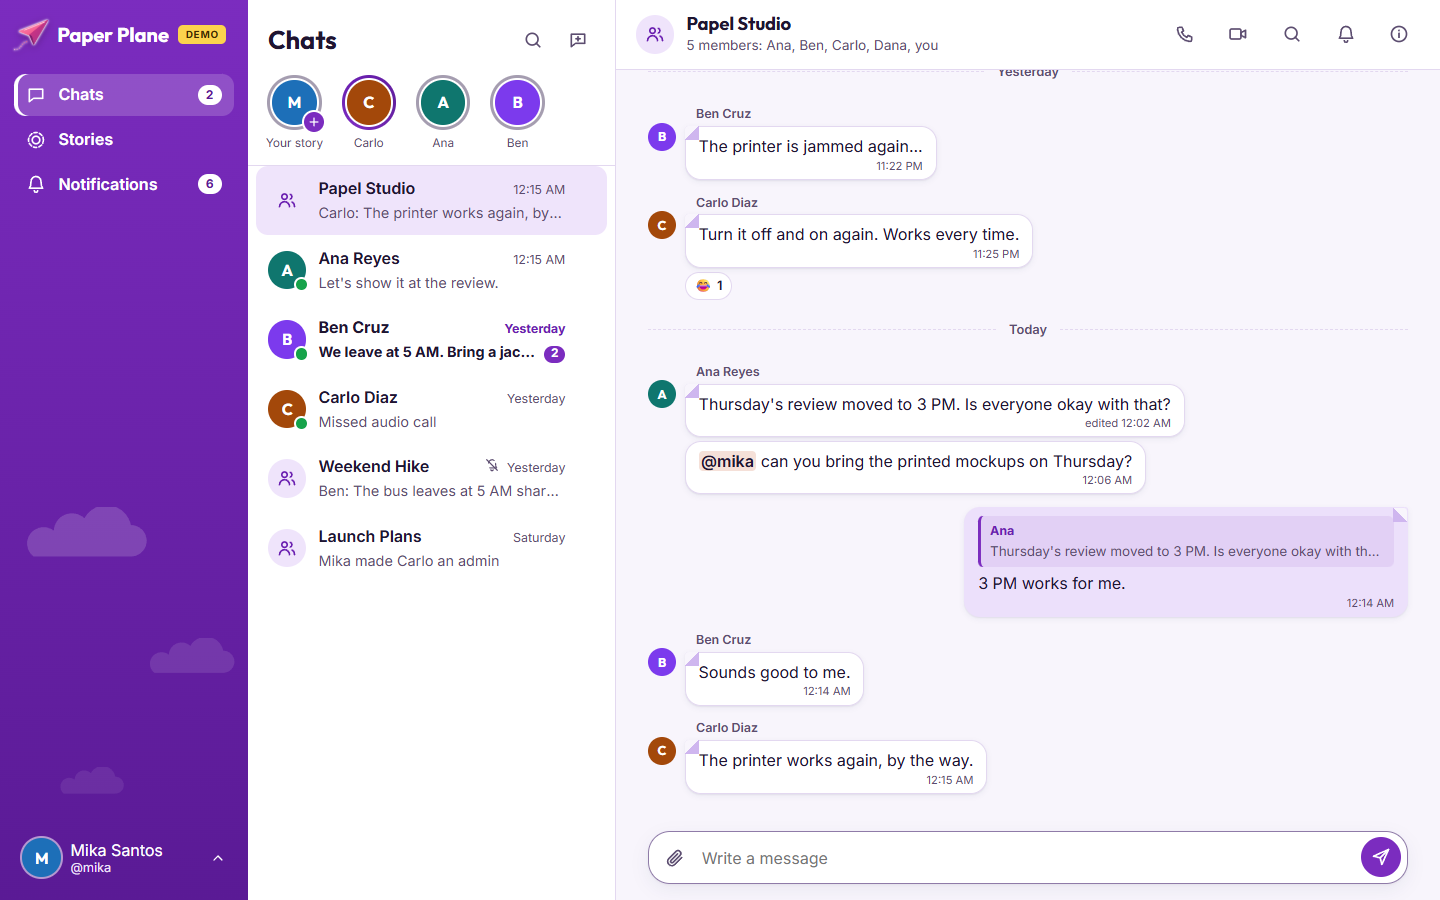 Paper Plane DEMO
Chats 2
Stories
Notifications 6
M
Mika Santos
@mika
Chats
M
C
A
B
Your story
Carlo
Ana
Ben
Papel Studio 12:15 AM
Carlo: The printer works again, by...
A
Ana Reyes 12:15 AM
Let's show it at the review.
B
Ben Cruz Yesterday
We leave at 5 AM. Bring a jac... 2
C
Carlo Diaz Yesterday
Missed audio call
Weekend Hike Yesterday
Ben: The bus leaves at 5 AM shar...
Launch Plans Saturday
Mika made Carlo an admin
Papel Studio
5 members: Ana, Ben, Carlo, Dana, you
Yesterday
Ben Cruz
B
The printer is jammed again...
11:22 PM
Carlo Diaz
C
Turn it off and on again. Works every time.
11:25 PM
😂 1
Today
Ana Reyes
A
Thursday's review moved to 3 PM. Is everyone okay with that?
edited 12:02 AM
@mika can you bring the printed mockups on Thursday?
12:06 AM
Ana
Thursday's review moved to 3 PM. Is everyone okay with th...
3 PM works for me.
12:14 AM
Ben Cruz
B
Sounds good to me.
12:14 AM
Carlo Diaz
C
The printer works again, by the way.
12:15 AM
Write a message